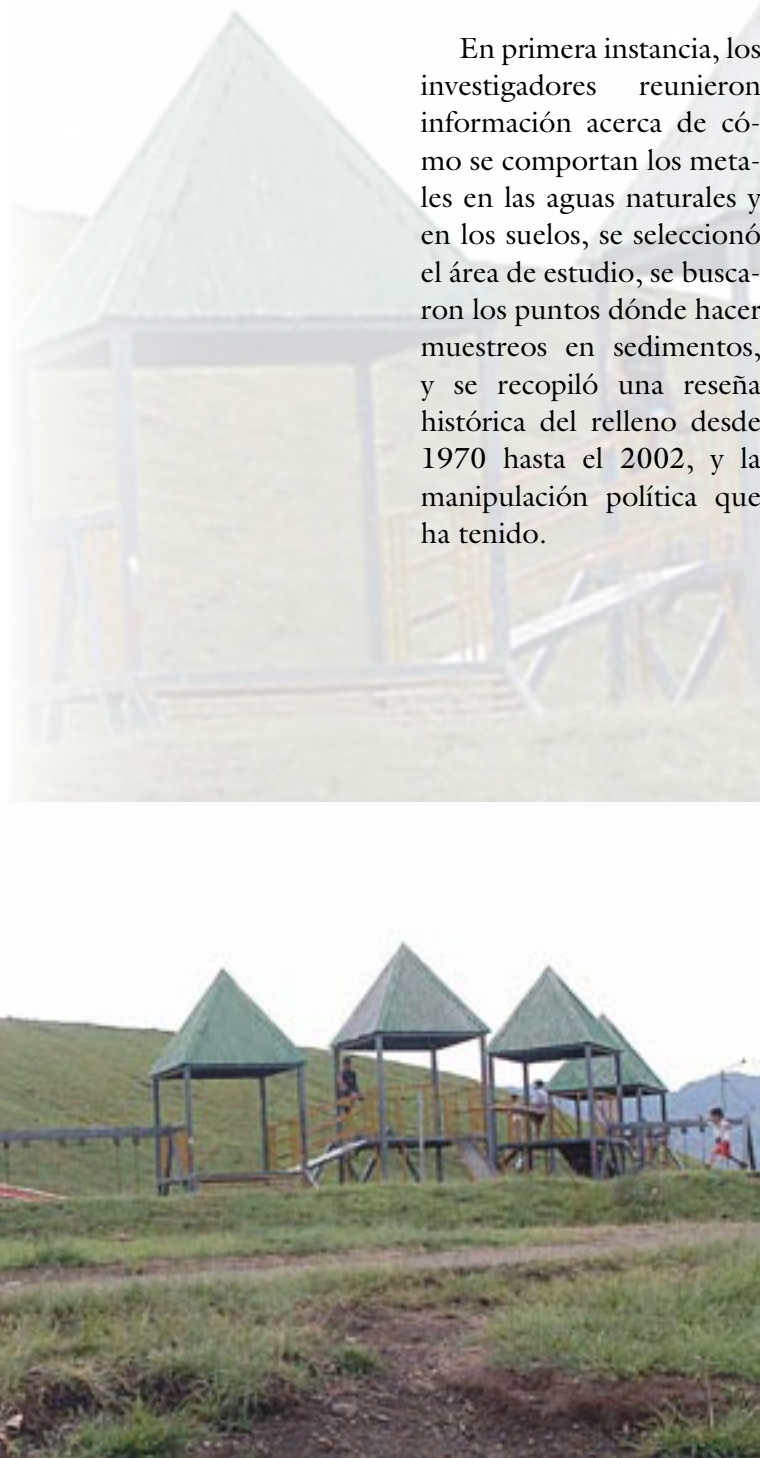 En primera instancia, los
investigadores reunieron
información acerca de có-
mo se comportan los meta-
les en las aguas naturales y
en los suelos, se seleccionó
el área de estudio, se busca-
ron los puntos dónde hacer
muestreos en sedimentos,
y se recopiló una reseña
histórica del relleno desde
1970 hasta el 2002, y la
manipulación política que
ha tenido.